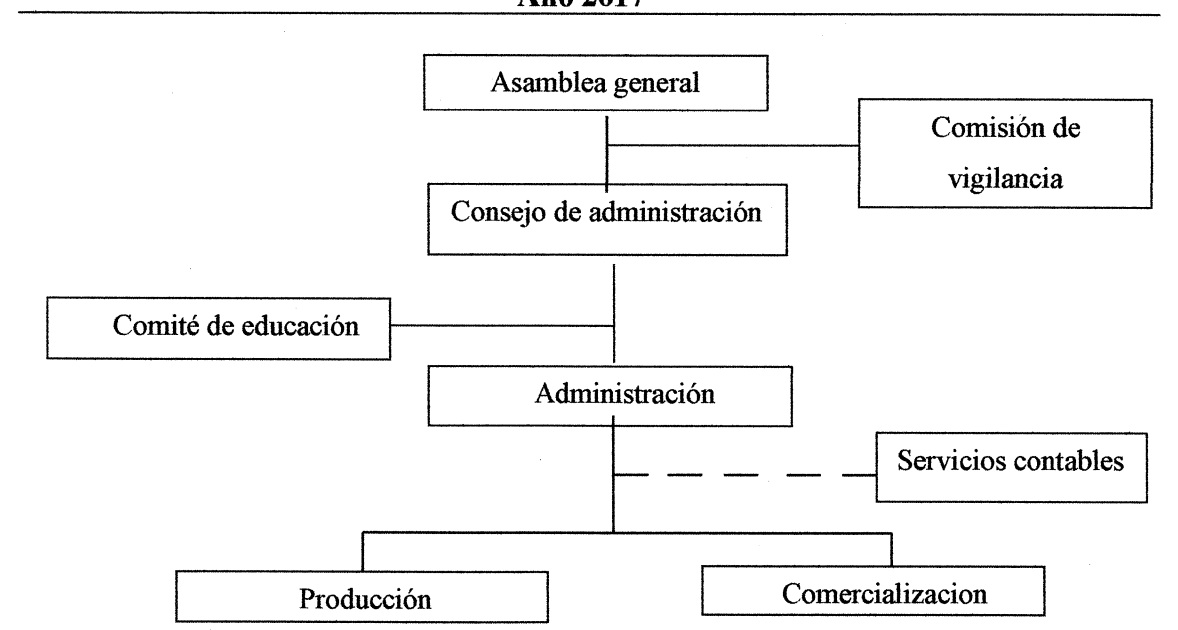 Año 2017
Asamblea general
Comisión de
vigilancia
Consejo de administración
Comité de educación
Administración
Servicios contables
Producción
Comercializacion